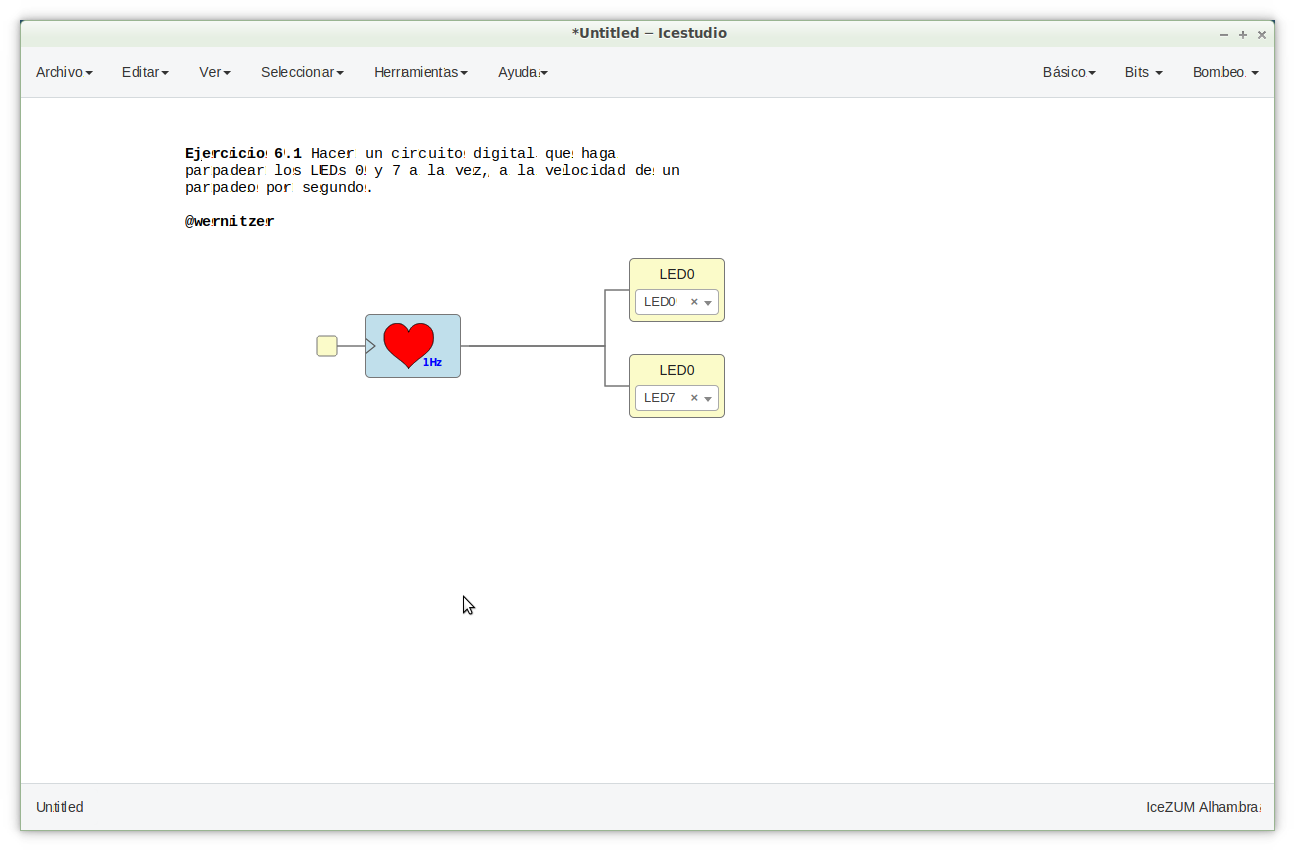 *Untitled – Icestudio
Archivo Editar Ver Seleccionar Herramientas Ayuda Básico Bits Bombeo
Ejercicio 6.1 Hacer un circuito digital que haga
parpadear los LEDs 0 y 7 a la vez, a la velocidad de un
parpadeo por segundo.
@wernitzer
LED0
LED0
1Hz
LED0
LED7
Untitled IceZUM Alhambra